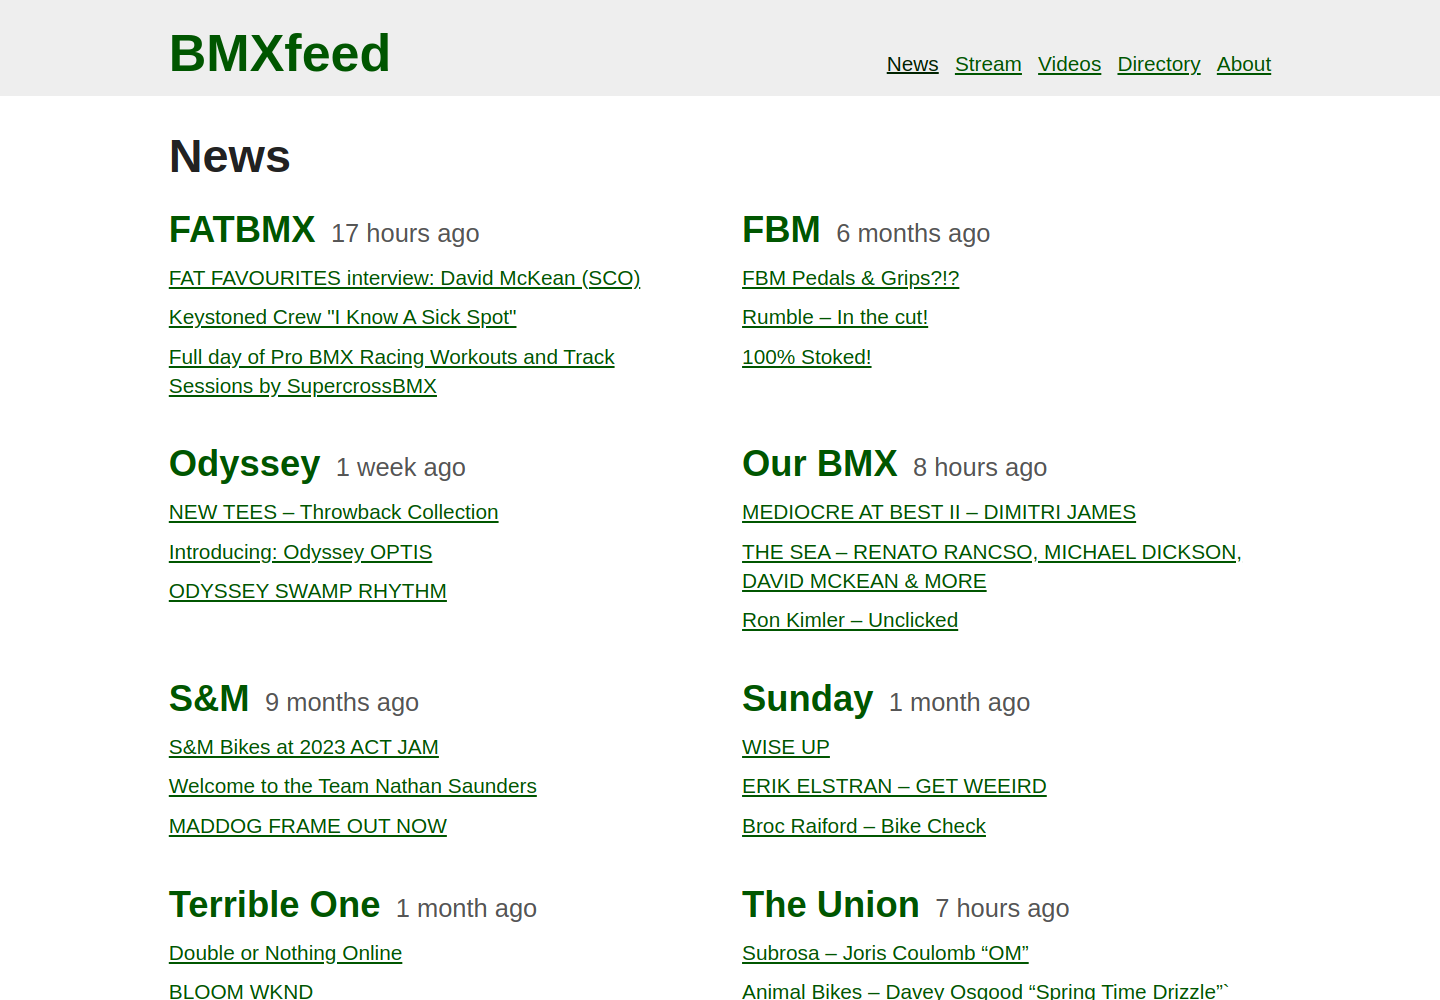 BMXfeed
News Stream Videos Directory About
News
FATBMX 17 hours ago
FAT FAVOURITES interview: David McKean (SCO)
Keystoned Crew "I Know A Sick Spot"
Full day of Pro BMX Racing Workouts and Track
Sessions by SupercrossBMX
FBM 6 months ago
FBM Pedals & Grips?!?
Rumble – In the cut!
100% Stoked!
Odyssey 1 week ago
NEW TEES – Throwback Collection
Introducing: Odyssey OPTIS
ODYSSEY SWAMP RHYTHM
Our BMX 8 hours ago
MEDIOCRE AT BEST II – DIMITRI JAMES
THE SEA – RENATO RANCSO, MICHAEL DICKSON,
DAVID MCKEAN & MORE
Ron Kimler – Unclicked
S&M 9 months ago
S&M Bikes at 2023 ACT JAM
Welcome to the Team Nathan Saunders
MADDOG FRAME OUT NOW
Sunday 1 month ago
WISE UP
ERIK ELSTRAN – GET WEEIRD
Broc Raiford – Bike Check
Terrible One 1 month ago
Double or Nothing Online
BLOOM WKND
The Union 7 hours ago
Subrosa – Joris Coulomb “OM”
Animal Bikes – Davey Osgood “Spring Time Drizzle”`